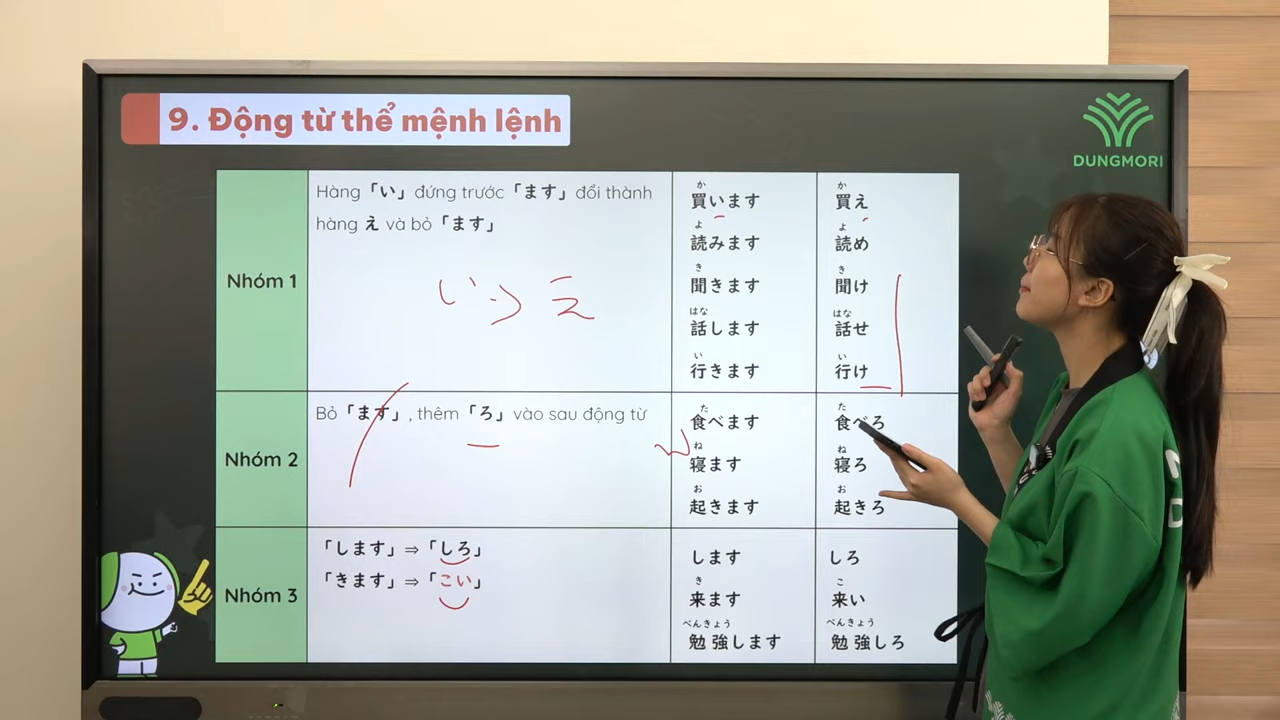 9. Động từ thể mệnh lệnh
DUNGMORI
Nhóm 1
Hàng「い」đứng trước「ます」đổi thành
hàng え và bỏ「ます」
い え
か
買います
よ
読みます
き
聞きます
はな
話します
い
行きます
か
買え
よ
読め
き
聞け
はな
話せ
い
行け
Nhóm 2
Bỏ「ます」, thêm「ろ」vào sau động từ
た
食べます
ね
寝ます
お
起きます
た
食べろ
ね
寝ろ
お
起きろ
Nhóm 3
「します」⇒「しろ」
「きます」⇒「こい」
します
き
来ます
べんきょう
勉強します
しろ
こ
来い
べんきょう
勉強しろ